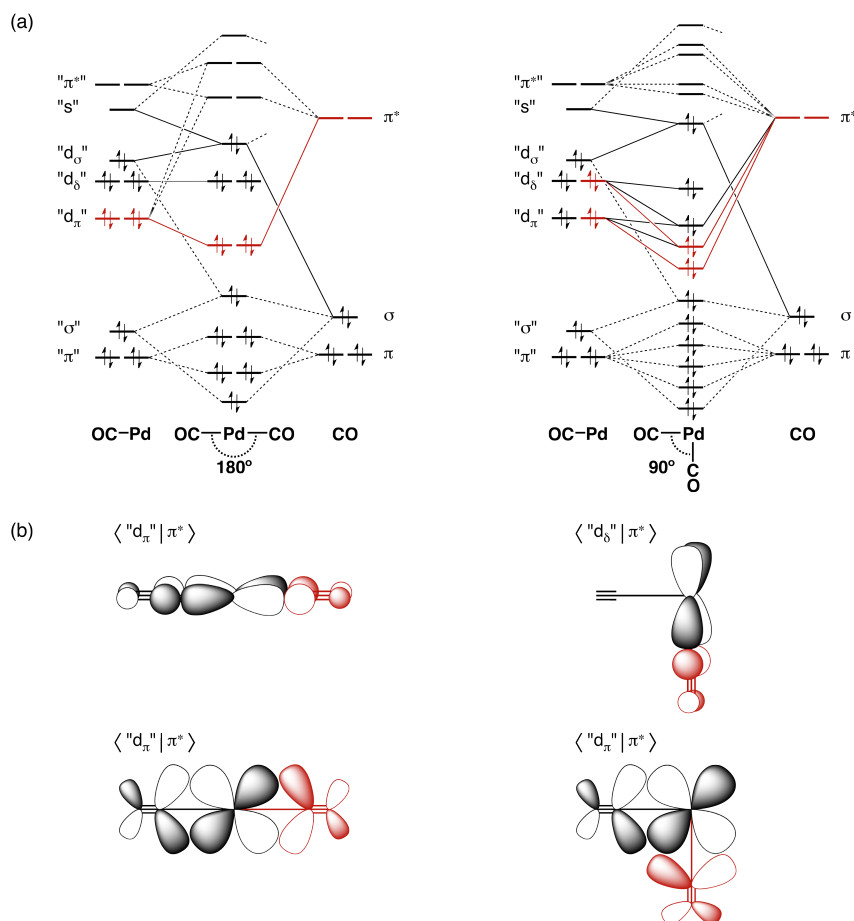 (a)
"π*"
"s"
"dσ"
"dδ"
"dπ"
"σ"
"π"
π*
σ
π
OC–Pd
OC–Pd–CO
180º
CO
"π*"
"s"
"dσ"
"dδ"
"dπ"
"σ"
"π"
π*
σ
π
OC–Pd
OC–Pd
90º
C
O
CO
(b)
⟨ "dπ" | π* ⟩
⟨ "dδ" | π* ⟩
⟨ "dπ" | π* ⟩
⟨ "dπ" | π* ⟩